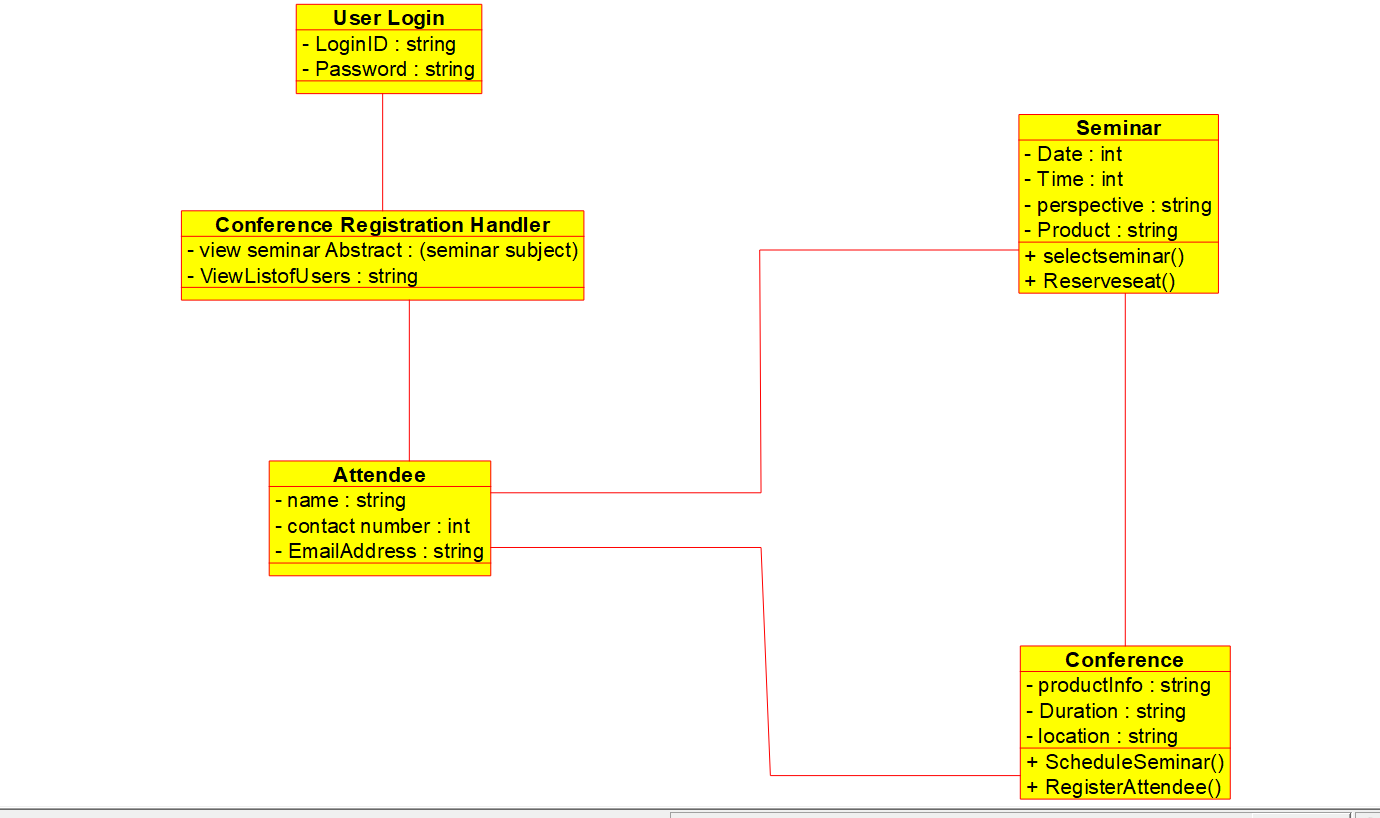 User Login
- LoginID : string
- Password : string
Conference Registration Handler
- view seminar Abstract : (seminar subject)
- ViewListofUsers : string
Attendee
- name : string
- contact number : int
- EmailAddress : string
Seminar
- Date : int
- Time : int
- perspective : string
- Product : string
+ selectseminar()
+ Reserveseat()
Conference
- productInfo : string
- Duration : string
- location : string
+ ScheduleSeminar()
+ RegisterAttendee()